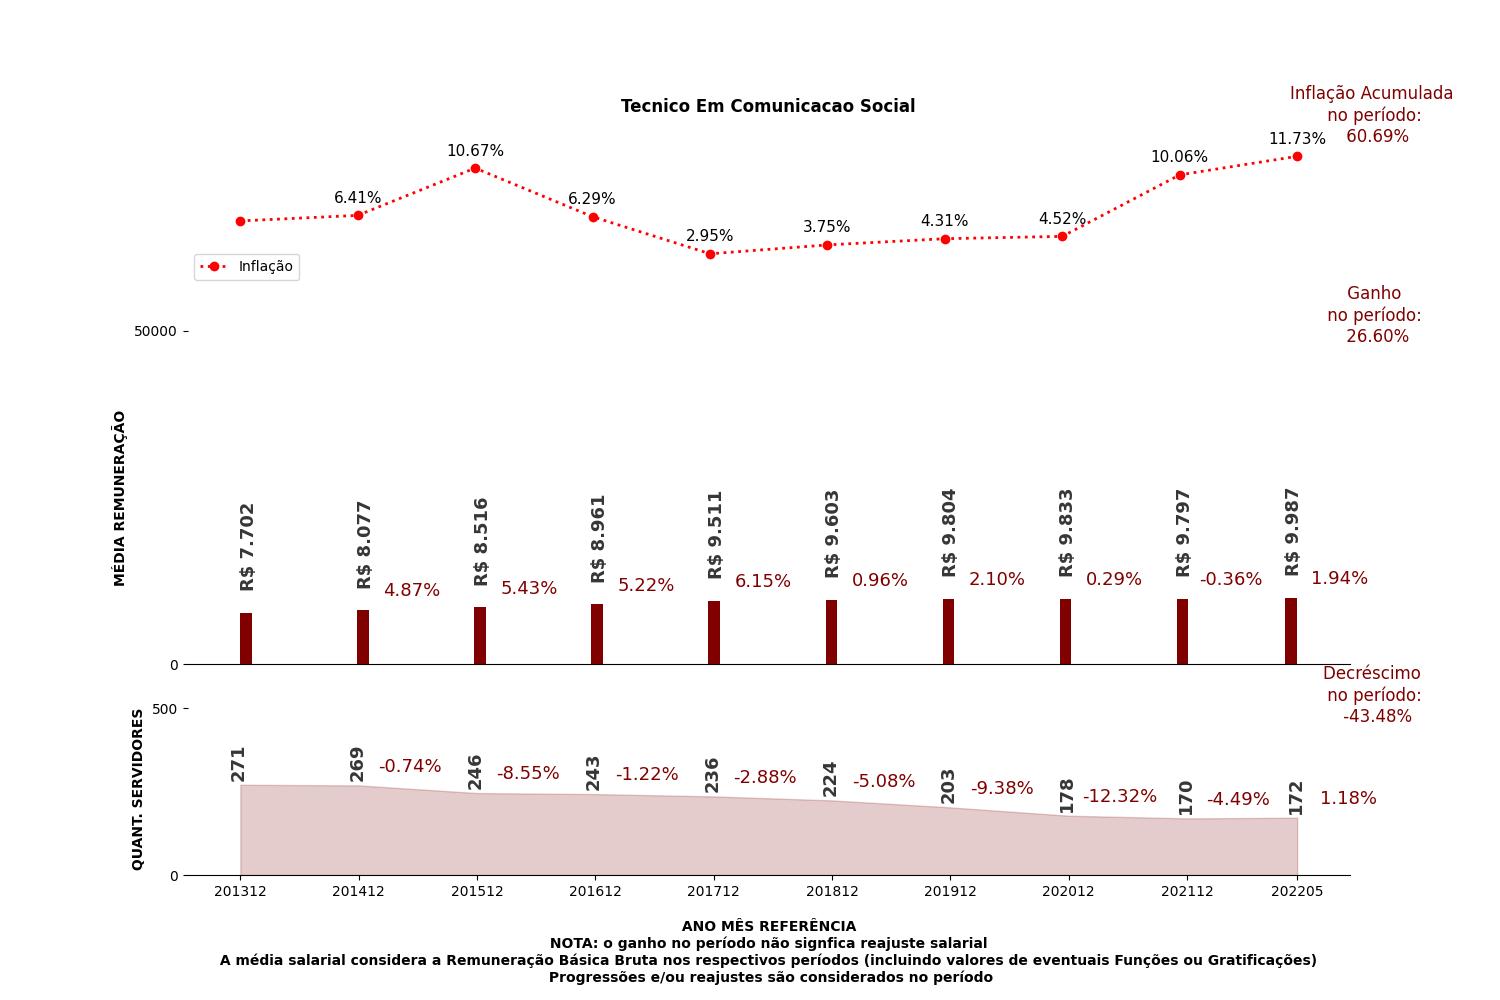 Tecnico Em Comunicacao Social
Inflação Acumulada
no período:
60.69%
6.41%
10.67%
6.29%
2.95%
3.75%
4.31%
4.52%
10.06%
11.73%
Inflação
Ganho
no período:
26.60%
50000
0
MÉDIA REMUNERAÇÃO
R$ 7.702
R$ 8.077
R$ 8.516
R$ 8.961
R$ 9.511
R$ 9.603
R$ 9.804
R$ 9.833
R$ 9.797
R$ 9.987
4.87%
5.43%
5.22%
6.15%
0.96%
2.10%
0.29%
-0.36%
1.94%
Decréscimo
no período:
-43.48%
500
0
QUANT. SERVIDORES
271
269
246
243
236
224
203
178
170
172
-0.74%
-8.55%
-1.22%
-2.88%
-5.08%
-9.38%
-12.32%
-4.49%
1.18%
201312
201412
201512
201612
201712
201812
201912
202012
202112
202205
ANO MÊS REFERÊNCIA
NOTA: o ganho no período não signfica reajuste salarial
A média salarial considera a Remuneração Básica Bruta nos respectivos períodos (incluindo valores de eventuais Funções ou Gratificações)
Progressões e/ou reajustes são considerados no período